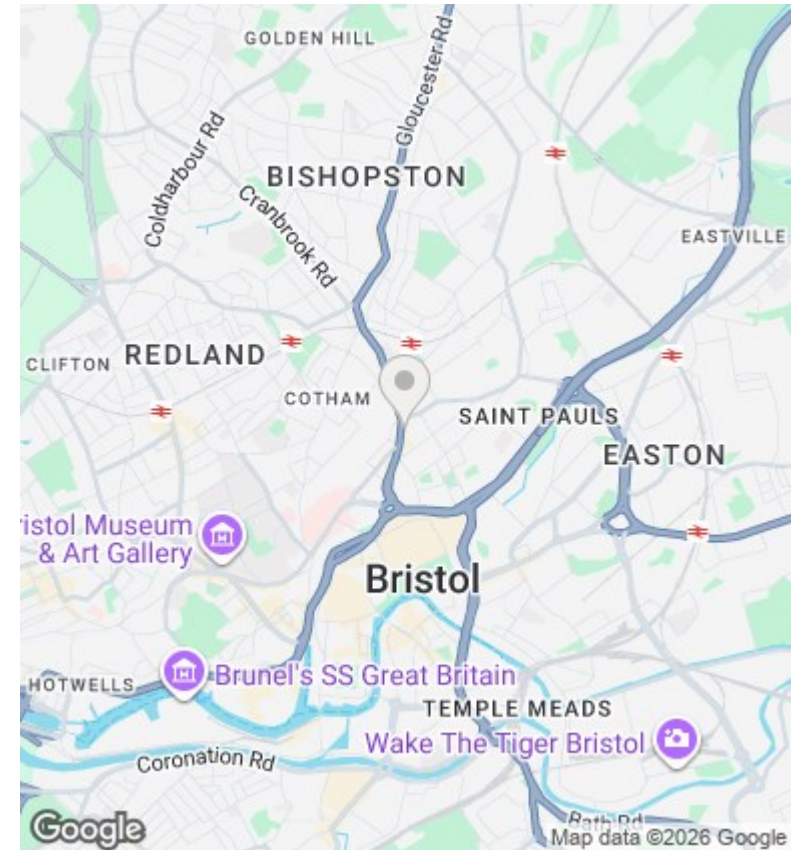 GOLDEN HILL
Gloucester Rd
Coldharbour Rd
BISHOPSTON
Cranbrook Rd
EASTVILLE
CLIFTON
REDLAND
COTHAM
SAINT PAULS
EASTON
ristol Museum
& Art Gallery
Bristol
HOTWELLS
Brunel's SS Great Britain
TEMPLE MEADS
Wake The Tiger Bristol
Coronation Rd
Bath Rd
Google
Map data ©2026 Google